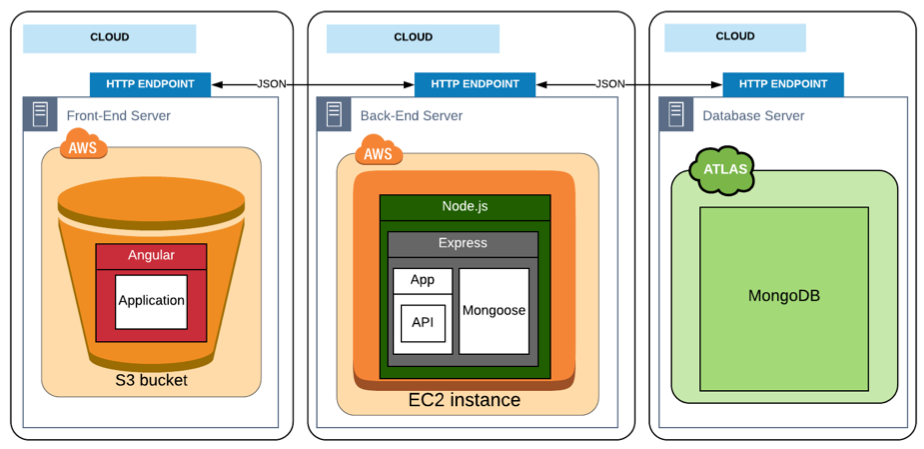 CLOUD
HTTP ENDPOINT
Front-End Server
AWS
Angular
Application
S3 bucket
JSON
CLOUD
HTTP ENDPOINT
Back-End Server
AWS
Node.js
Express
App
API
Mongoose
EC2 instance
JSON
CLOUD
HTTP ENDPOINT
Database Server
ATLAS
MongoDB